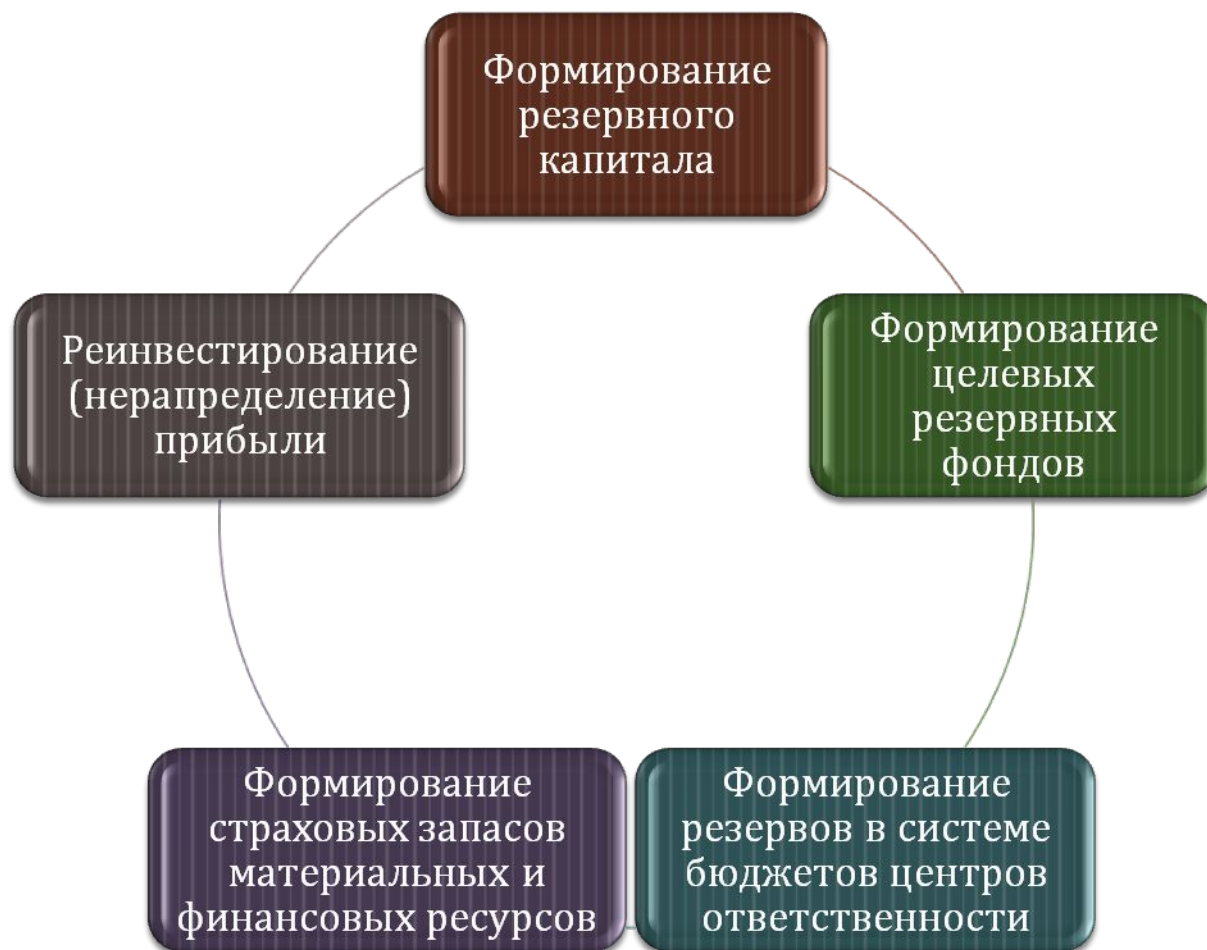 Формирование
резервного
капитала
Формирование
целевых
резервных
фондов
Формирование
резервов в системе
бюджетов центров
ответственности
Формирование
страховых запасов
материальных и
финансовых ресурсов
Реинвестирование
(нерапределение)
прибыли